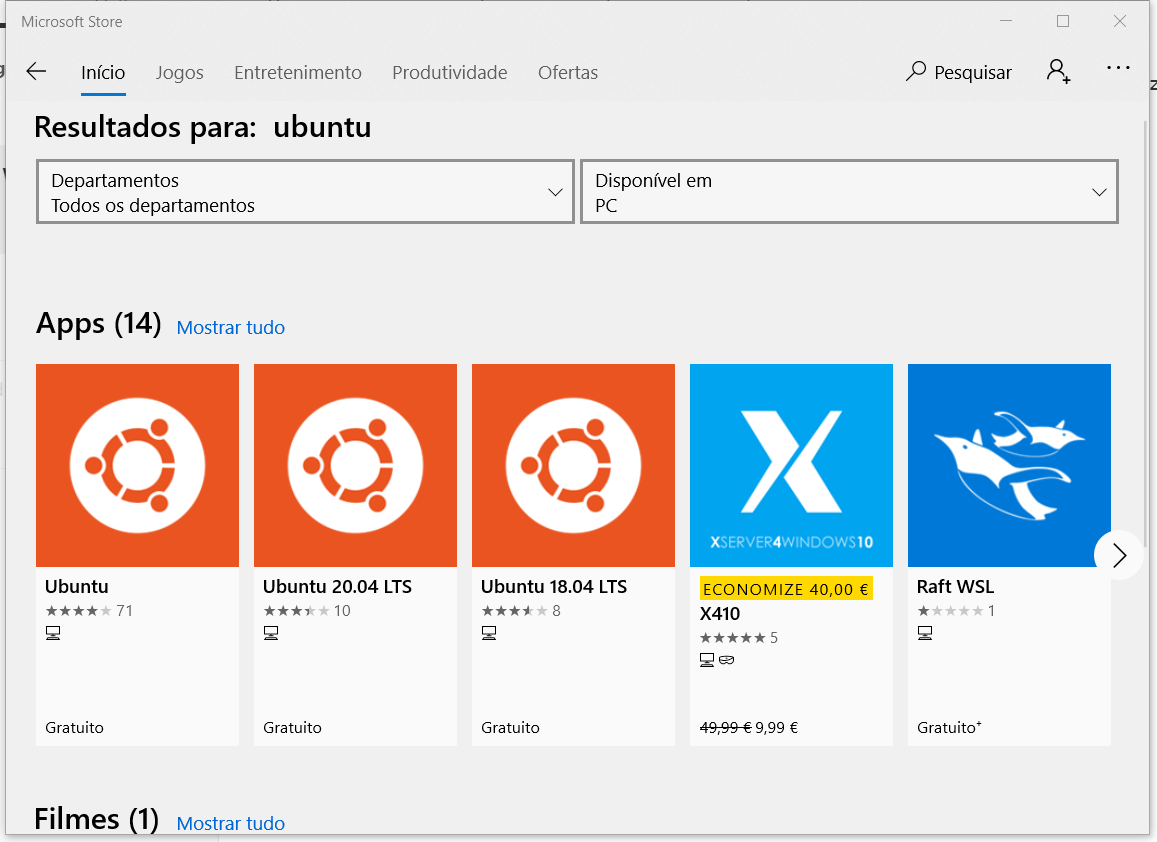 Microsoft Store
Início Jogos Entretenimento Produtividade Ofertas Pesquisar
Resultados para: ubuntu
Departamentos
Todos os departamentos
Disponível em
PC
Apps (14) Mostrar tudo
Ubuntu
71
Gratuito
Ubuntu 20.04 LTS
10
Gratuito
Ubuntu 18.04 LTS
8
Gratuito
X
XSERVER4WINDOWS10
ECONOMIZE 40,00 €
X410
5
49,99 € 9,99 €
Raft WSL
1
Gratuito+
Filmes (1) Mostrar tudo